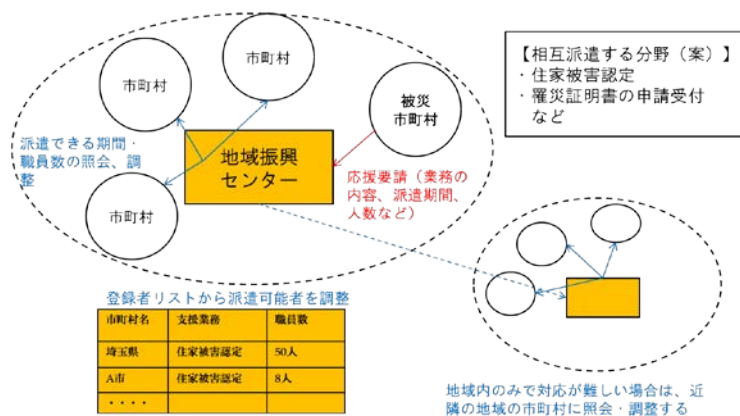 市町村
市町村
被災
市町村
【相互派遣する分野（案）】
・住家被害認定
・罹災証明書の申請受付
など
派遣できる期間・
職員数の照会、調
整
地域振興
センター
応援要請（業務の
内容、派遣期間、
人数など）
市町村
登録者リストから派遣可能者を調整
市町村名 支援業務 職員数
埼玉県 住家被害認定 50人
A市 住家被害認定 8人
・・・・
地域内のみで対応が難しい場合は、近
隣の地域の市町村に照会・調整する